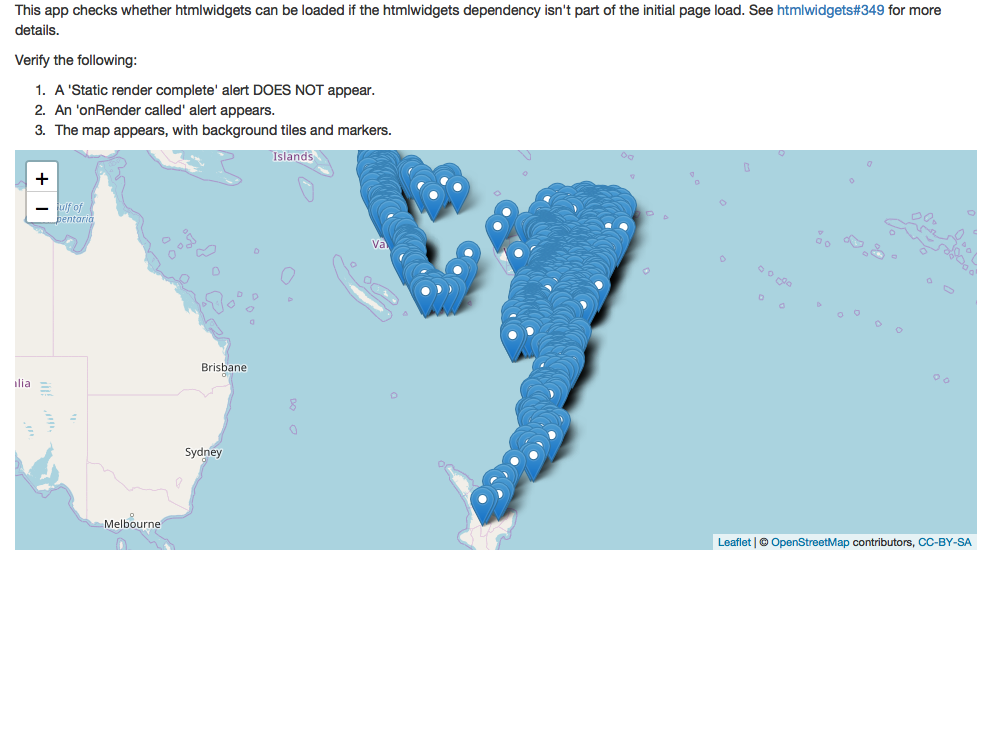 This app checks whether htmlwidgets can be loaded if the htmlwidgets dependency isn't part of the initial page load. See htmlwidgets#349 for more
details.
Verify the following:
1. A 'Static render complete' alert DOES NOT appear.
2. An 'onRender called' alert appears.
3. The map appears, with background tiles and markers.
Islands
+
−
ulf of
pentaria
Va
Brisbane
alia
Sydney
Melbourne
Leaflet | © OpenStreetMap contributors, CC-BY-SA